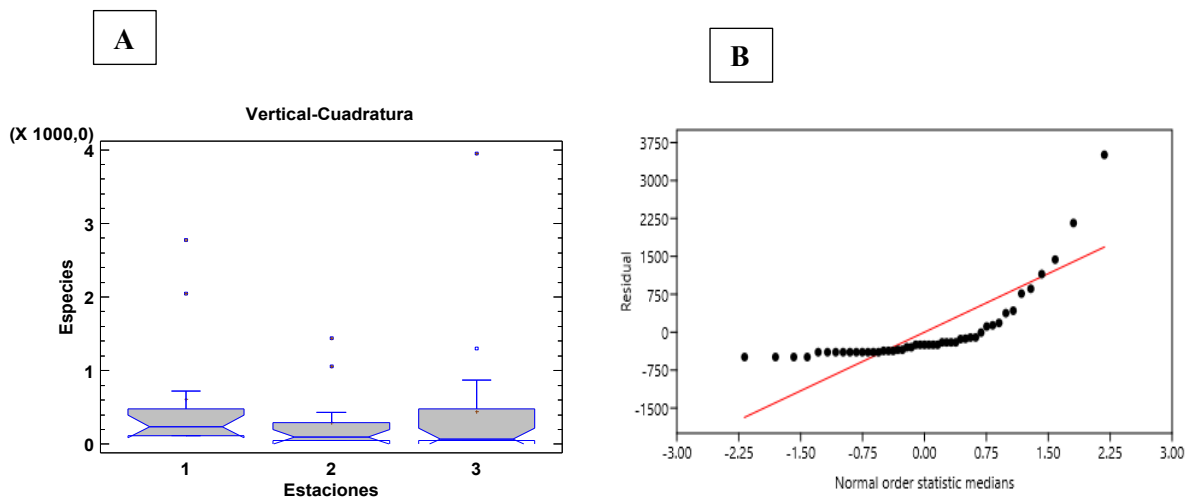 A
B
Vertical-Cuadratura
(X 1000,0)
4
3
2
1
0
Especies
1 2 3
Estaciones
3750
3000
2250
1500
750
0
-750
-1500
Residual
-3.00 -2.25 -1.50 -0.75 0.00 0.75 1.50 2.25 3.00
Normal order statistic medians